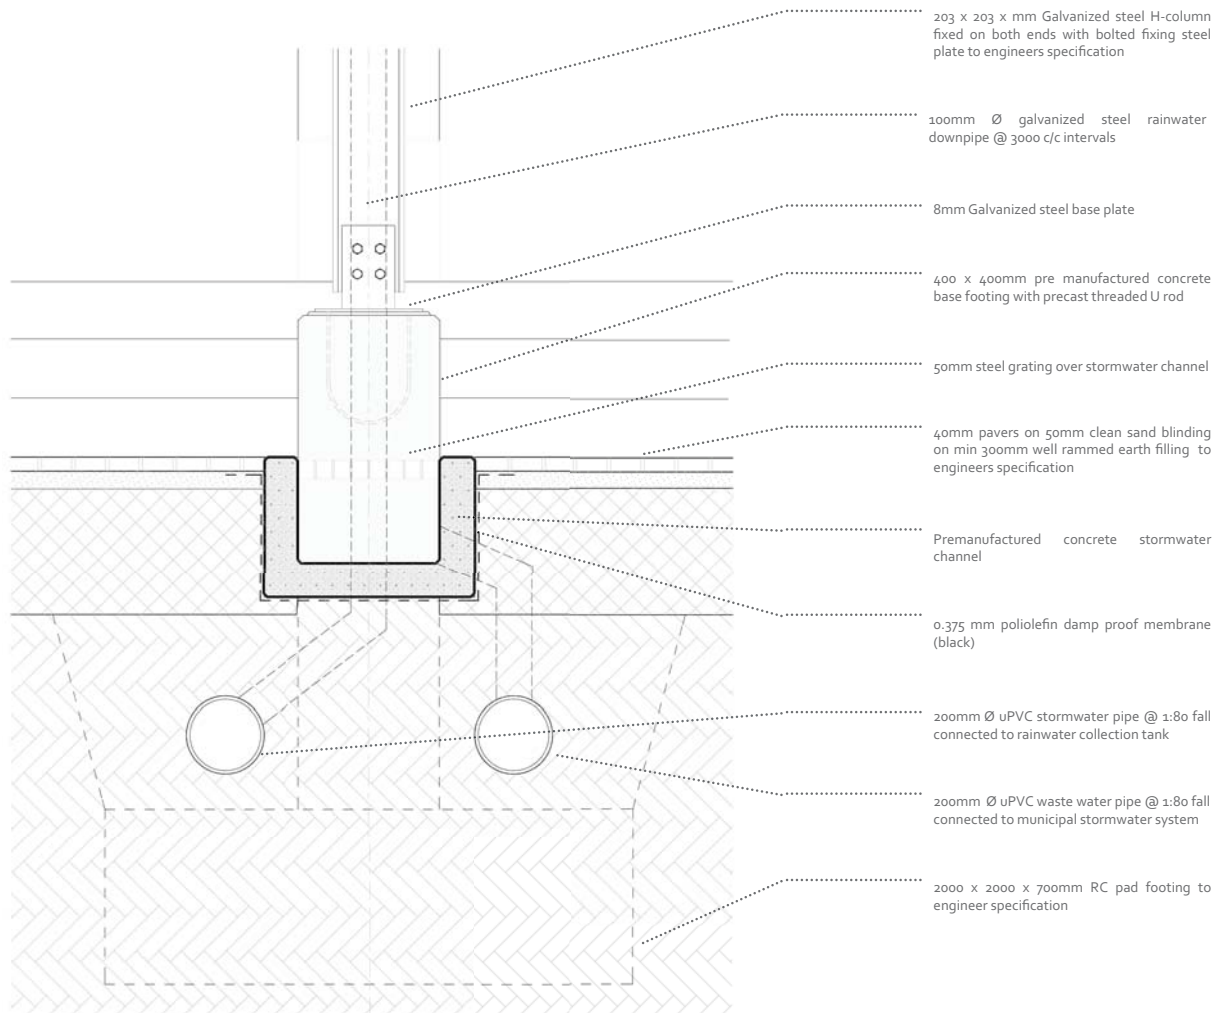 203 x 203 x mm Galvanized steel H-column
fixed on both ends with bolted fixing steel
plate to engineers specification
100mm Ø galvanized steel rainwater
downpipe @ 3000 c/c intervals
8mm Galvanized steel base plate
400 x 400mm pre manufactured concrete
base footing with precast threaded U rod
50mm steel grating over stormwater channel
40mm pavers on 50mm clean sand blinding
on min 300mm well rammed earth filling to
engineers specification
Premanufactured concrete stormwater
channel
0.375 mm poliolefin damp proof membrane
(black)
200mm Ø uPVC stormwater pipe @ 1:80 fall
connected to rainwater collection tank
200mm Ø uPVC waste water pipe @ 1:80 fall
connected to municipal stormwater system
2000 x 2000 x 700mm RC pad footing to
engineer specification